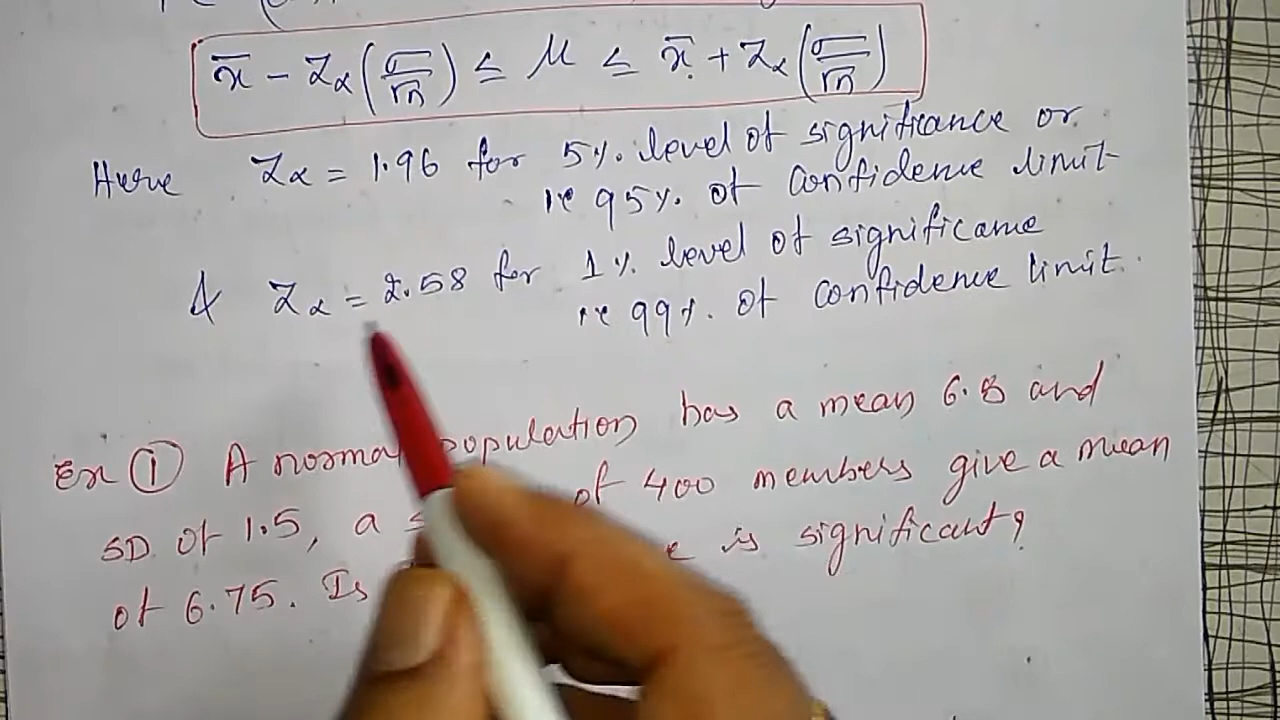 x̄ - Zα(σ/√n) ≤ μ ≤ x̄ + Zα(σ/√n)
Here Zα = 1.96 for 5%. level of significance or
ie 95%. of confidence limit
& Zα = 2.58 for 1%. level of significance
ie 99%. of confidence limit.
Ex ① A normal population has a mean 6.8 and
SD of 1.5, a of 400 members give a mean
of 6.75. Is is significant?